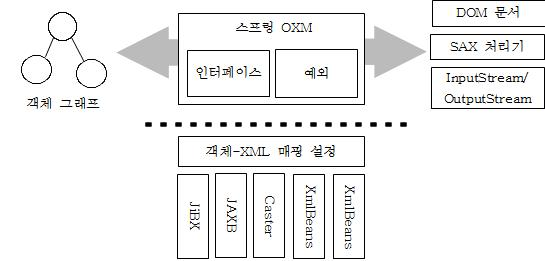 스프링 OXM
인터페이스
예외
객체 그래프
DOM 문서
SAX 처리기
InputStream/
OutputStream
객체-XML 매핑 설정
JiBX
JAXB
Caster
XmlBeans
XmlBeans